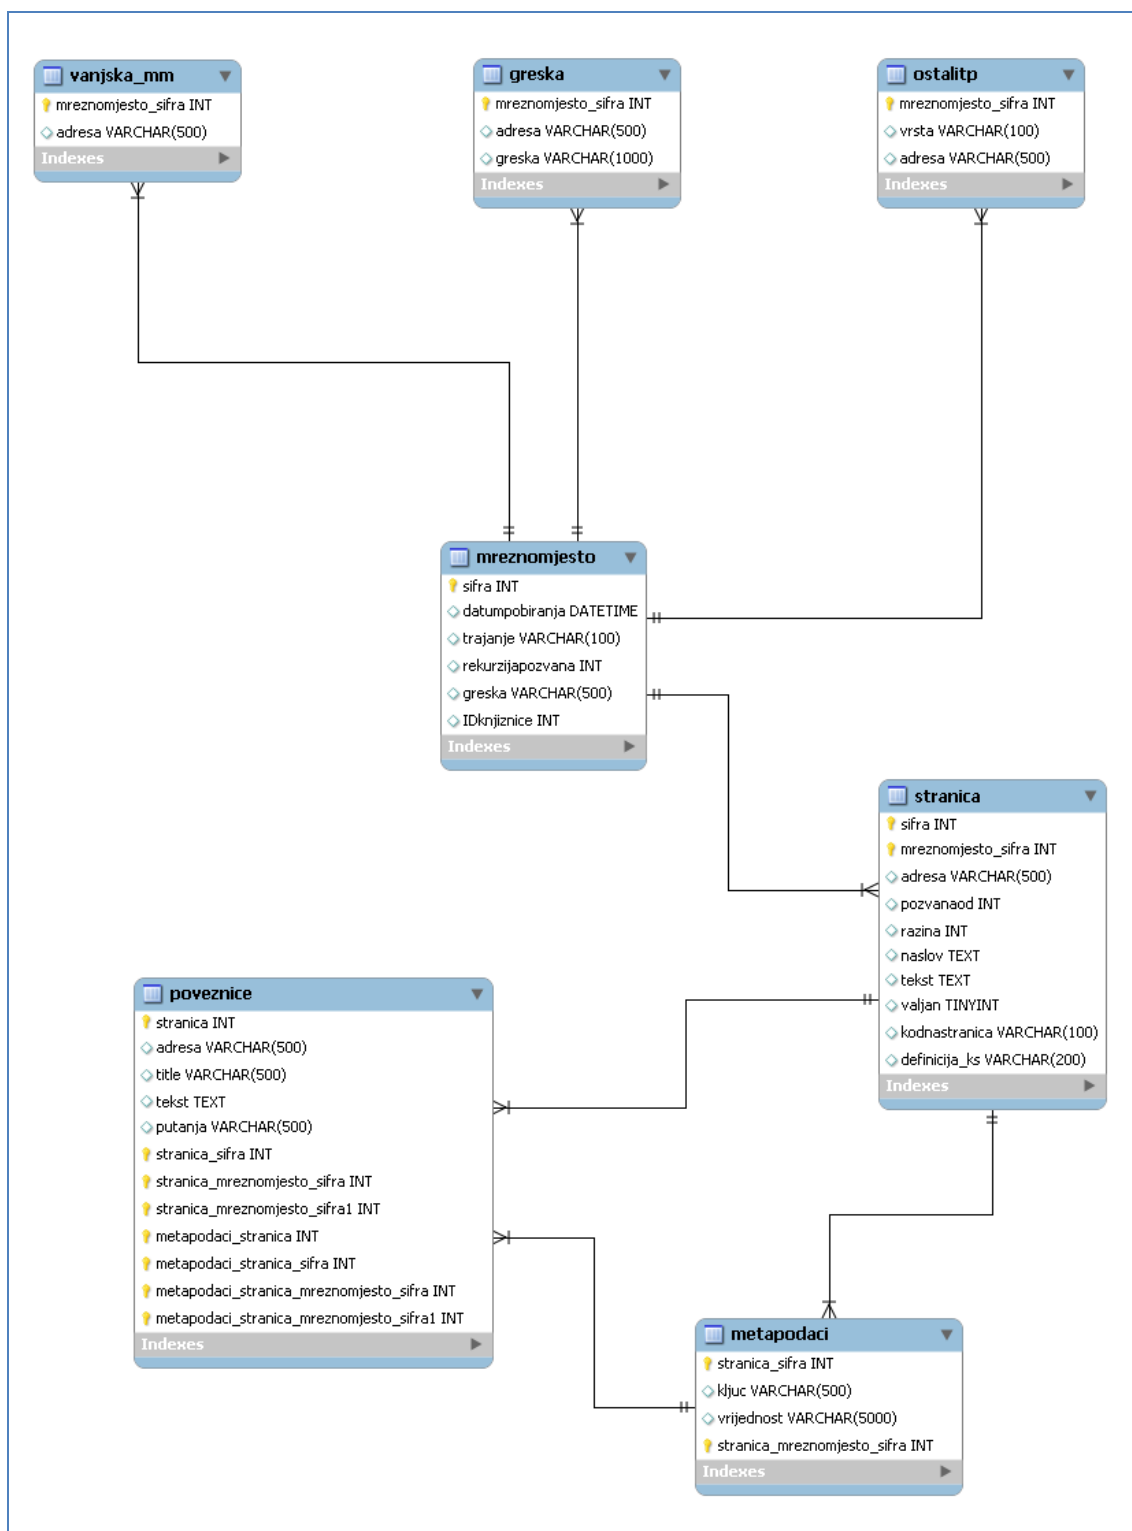 vanjska_mm
mreznomjesto_sifra INT
adresa VARCHAR(500)
Indexes
greska
mreznomjesto_sifra INT
adresa VARCHAR(500)
greska VARCHAR(1000)
Indexes
ostalitp
mreznomjesto_sifra INT
vrsta VARCHAR(100)
adresa VARCHAR(500)
Indexes
mreznomjesto
sifra INT
datumpobiranja DATETIME
trajanje VARCHAR(100)
rekurzijapozvana INT
greska VARCHAR(500)
IDknjiznice INT
Indexes
stranica
sifra INT
mreznomjesto_sifra INT
adresa VARCHAR(500)
pozvanaod INT
razina INT
naslov TEXT
tekst TEXT
valjan TINYINT
kodnastranica VARCHAR(100)
definicija_ks VARCHAR(200)
Indexes
poveznice
stranica INT
adresa VARCHAR(500)
title VARCHAR(500)
tekst TEXT
putanja VARCHAR(500)
stranica_sifra INT
stranica_mreznomjesto_sifra INT
stranica_mreznomjesto_sifra1 INT
metapodaci_stranica INT
metapodaci_stranica_sifra INT
metapodaci_stranica_mreznomjesto_sifra INT
metapodaci_stranica_mreznomjesto_sifra1 INT
Indexes
metapodaci
stranica_sifra INT
kljuc VARCHAR(500)
vrijednost VARCHAR(5000)
stranica_mreznomjesto_sifra INT
Indexes